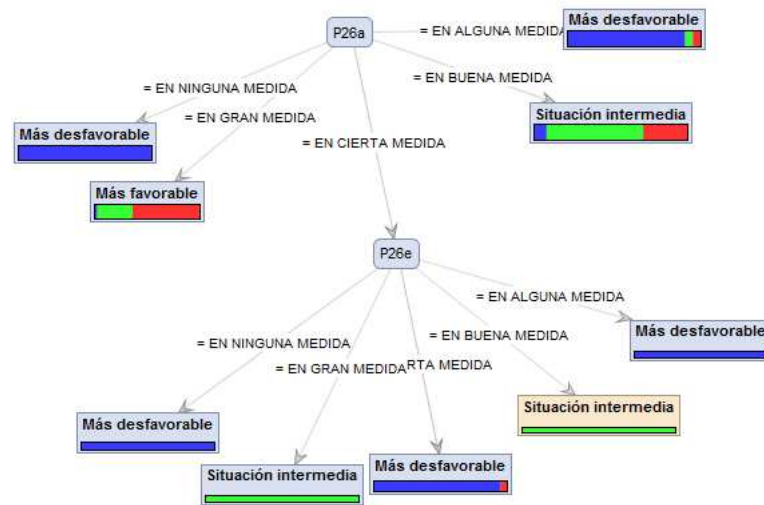 P26a
= EN ALGUNA MEDIDA
Más desfavorable
= EN BUENA MEDIDA
= EN NINGUNA MEDIDA
Situación intermedia
= EN GRAN MEDIDA
Más desfavorable
= EN CIERTA MEDIDA
Más favorable
P26e
= EN ALGUNA MEDIDA
Más desfavorable
= EN BUENA MEDIDA
= EN NINGUNA MEDIDA
= EN GRAN MEDIDA
RTA MEDIDA
Situación intermedia
Más desfavorable
Más desfavorable
Situación intermedia